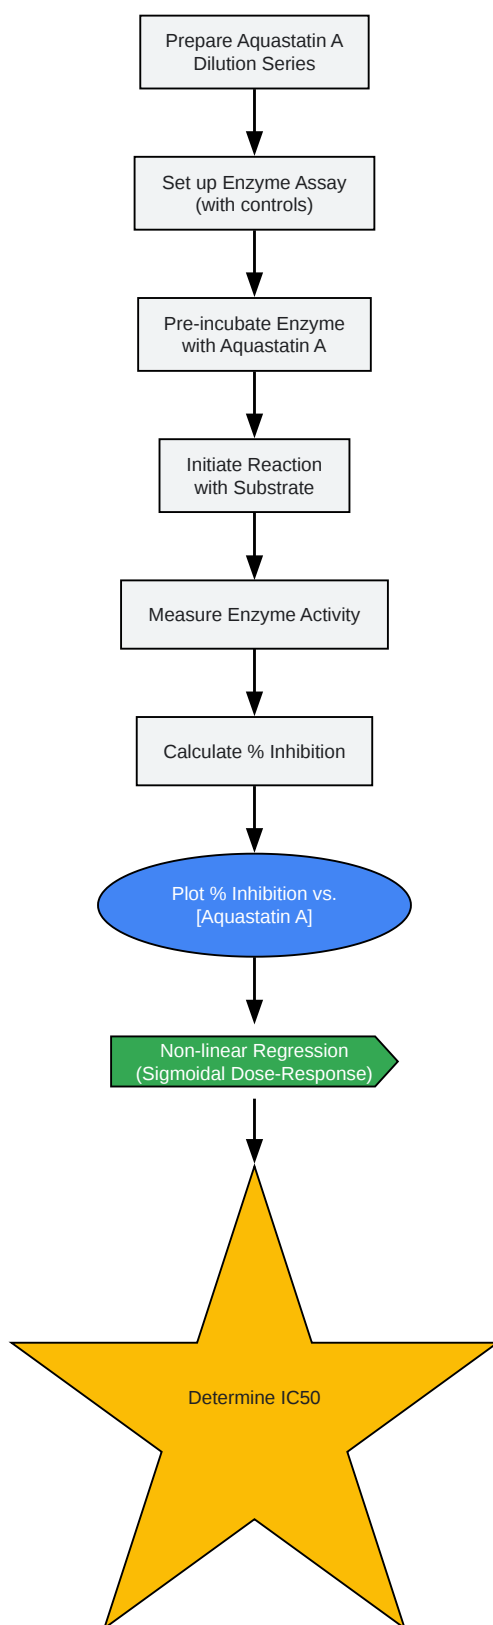 Prepare Aquastatin A
Dilution Series
Set up Enzyme Assay
(with controls)
Pre-incubate Enzyme
with Aquastatin A
Initiate Reaction
with Substrate
Measure Enzyme Activity
Calculate % Inhibition
Plot % Inhibition vs.
[Aquastatin A]
Non-linear Regression
(Sigmoidal Dose-Response)
Determine IC50